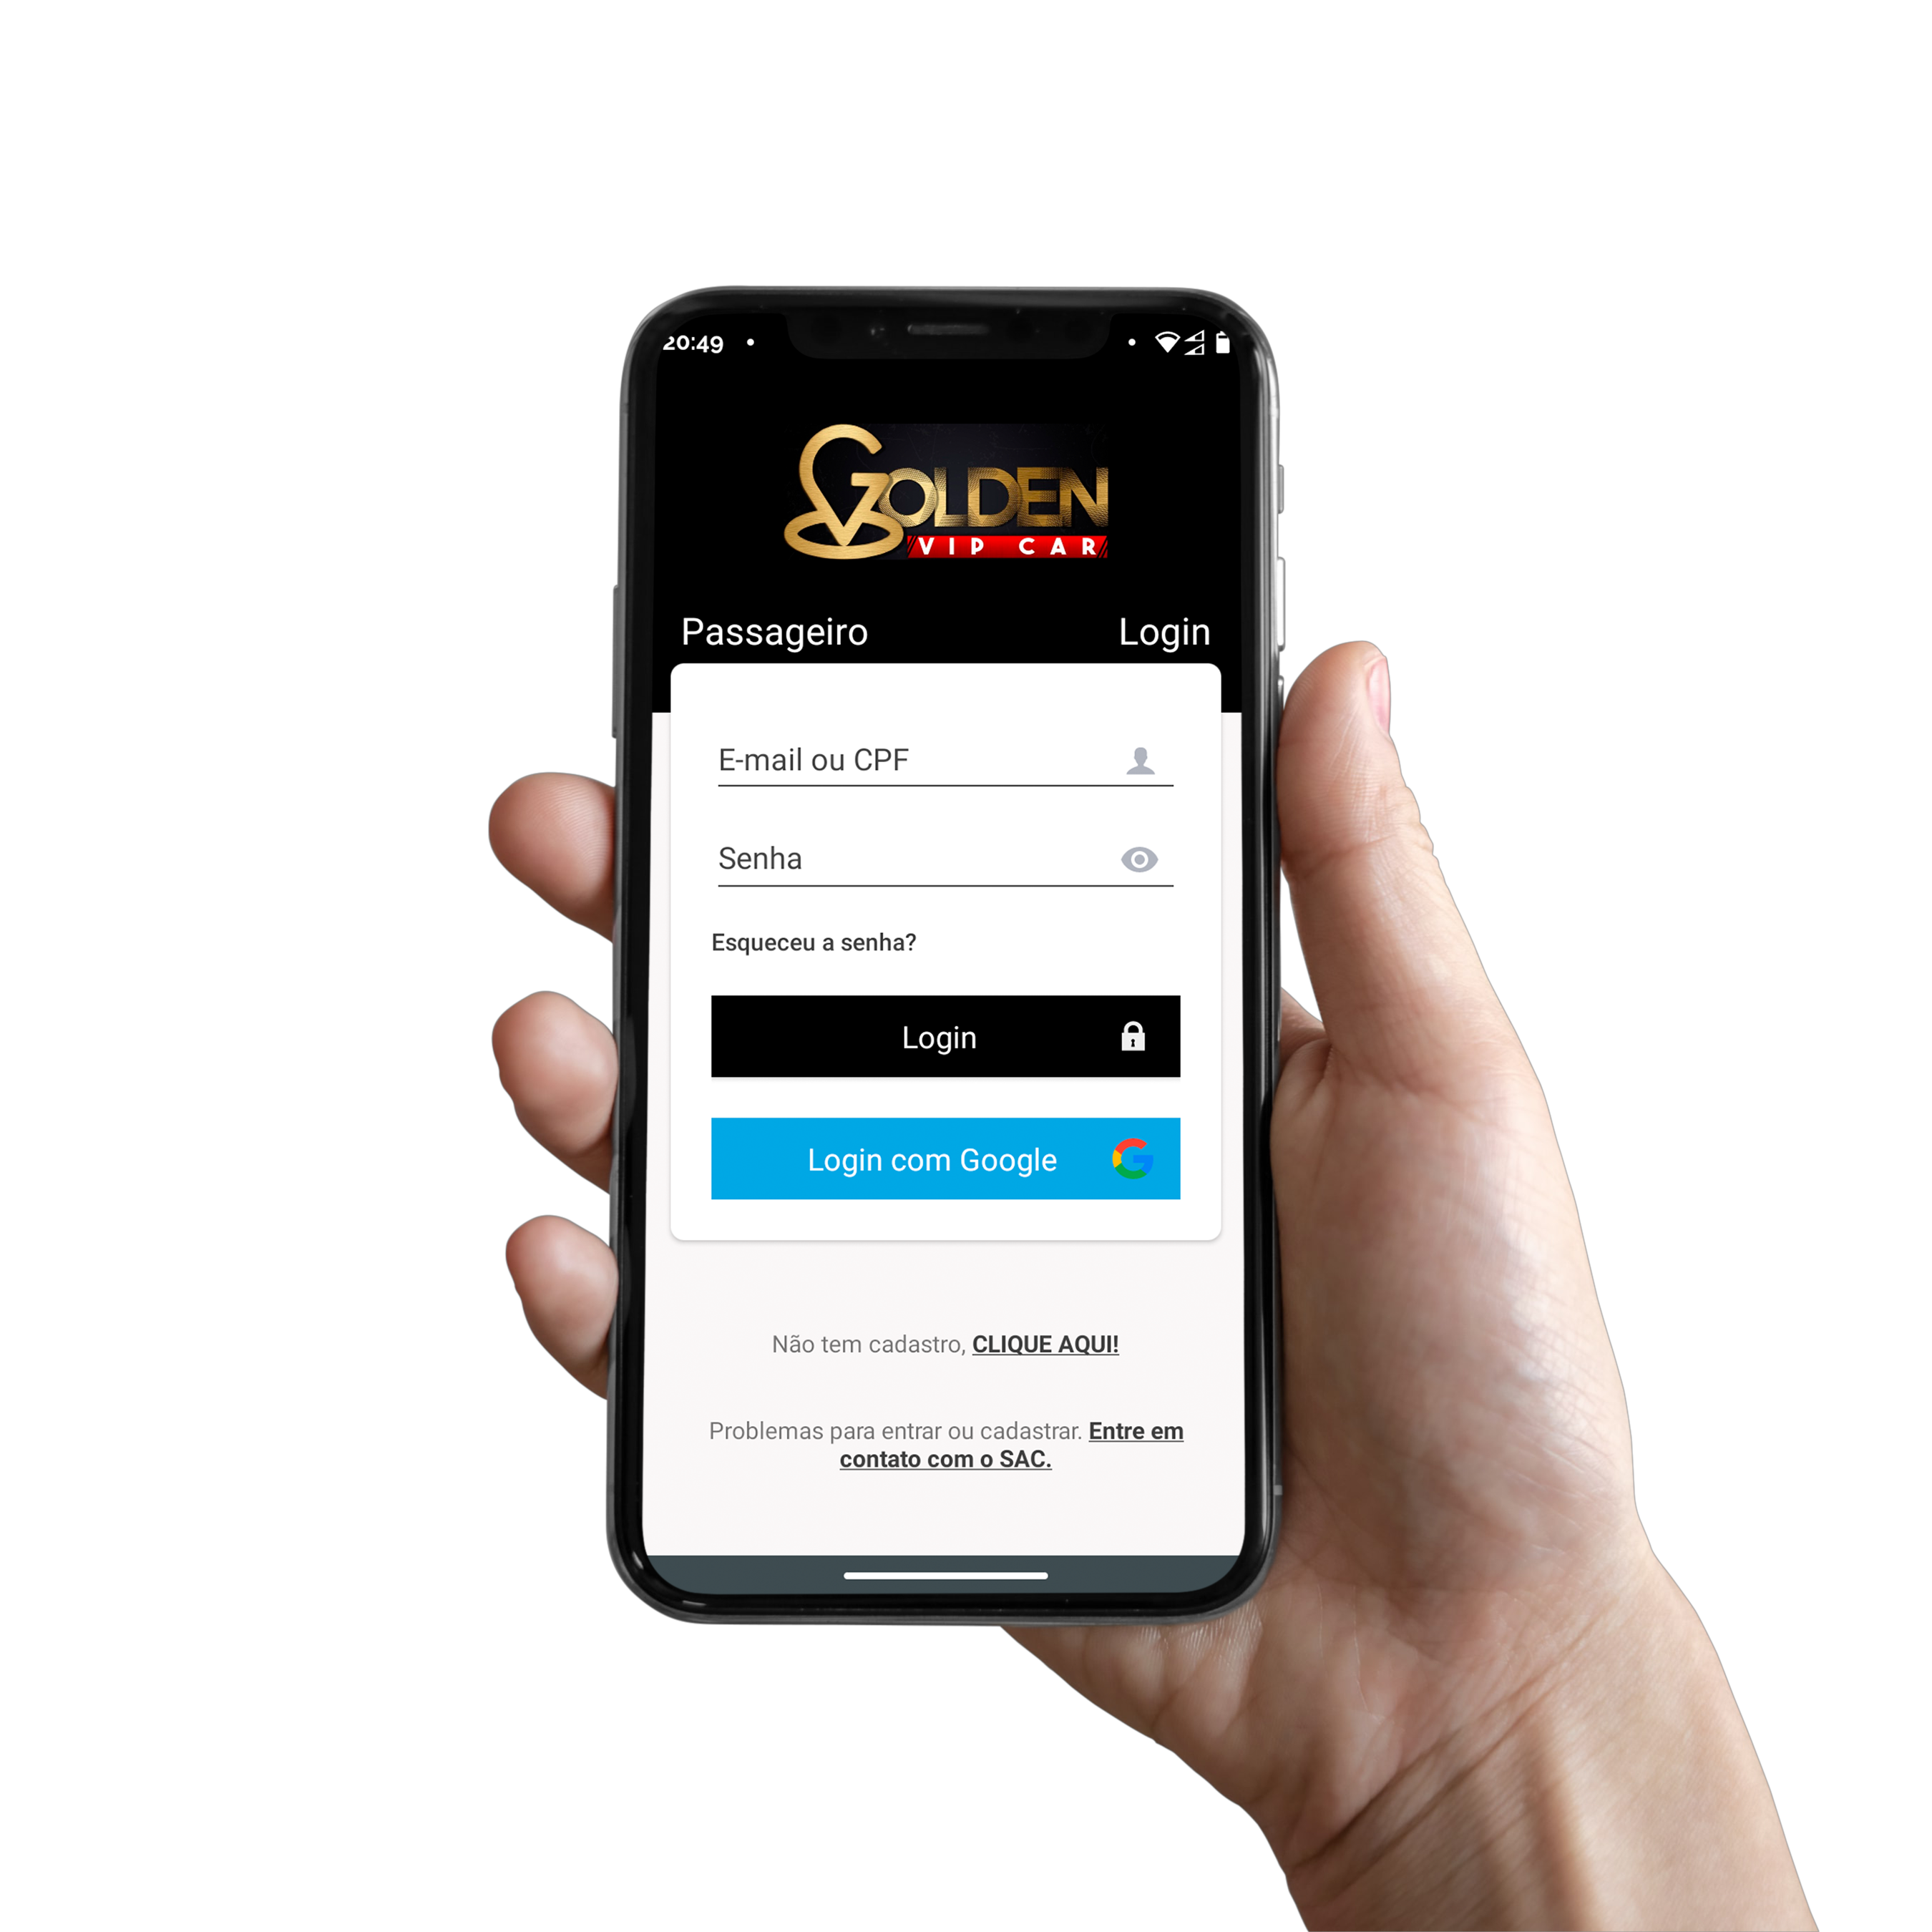 20:49
GOLDEN
VIP CAR
Passageiro Login
E-mail ou CPF
Senha
Esqueceu a senha?
Login
Login com Google
Não tem cadastro, CLIQUE AQUI!
Problemas para entrar ou cadastrar. Entre em
contato com o SAC.